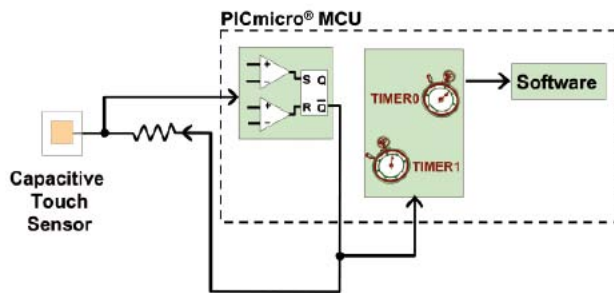 PICmicro® MCU
S Q
R Q̅
TIMER0
TIMER1
Software
Capacitive
Touch
Sensor